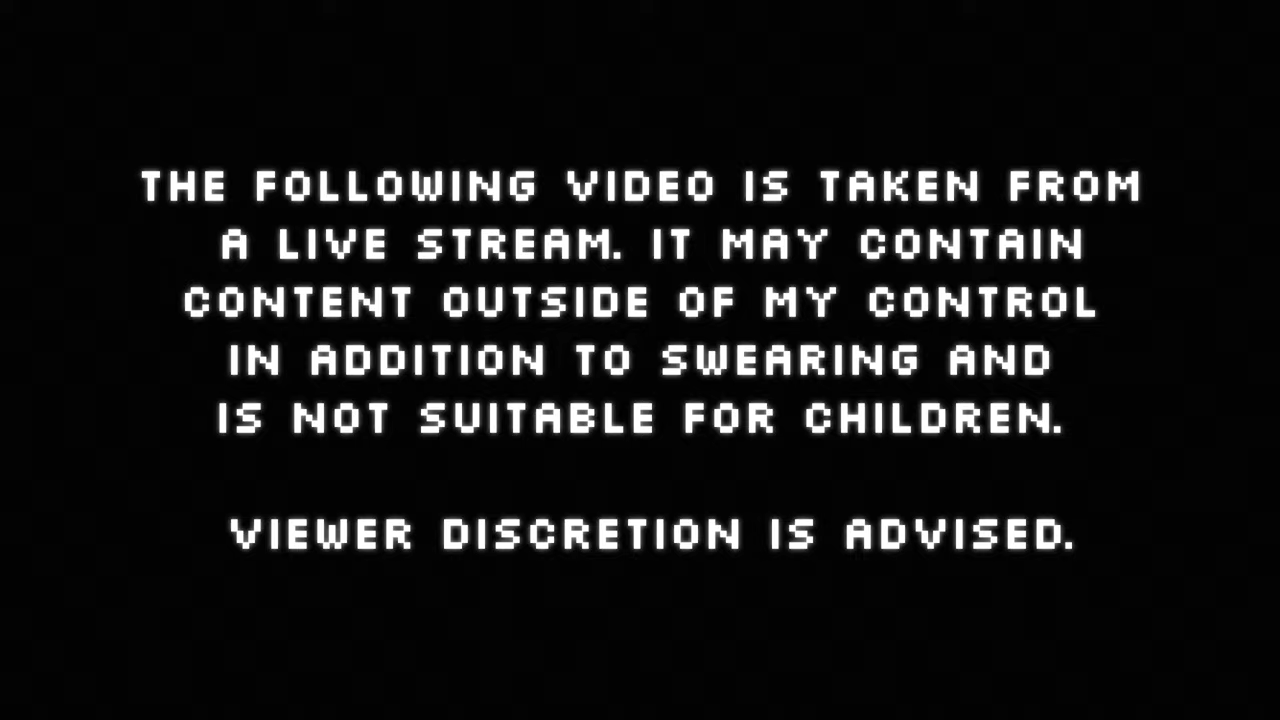 THE FOLLOWING VIDEO IS TAKEN FROM
A LIVE STREAM. IT MAY CONTAIN
CONTENT OUTSIDE OF MY CONTROL
IN ADDITION TO SWEARING AND
IS NOT SUITABLE FOR CHILDREN.
VIEWER DISCRETION IS ADVISED.